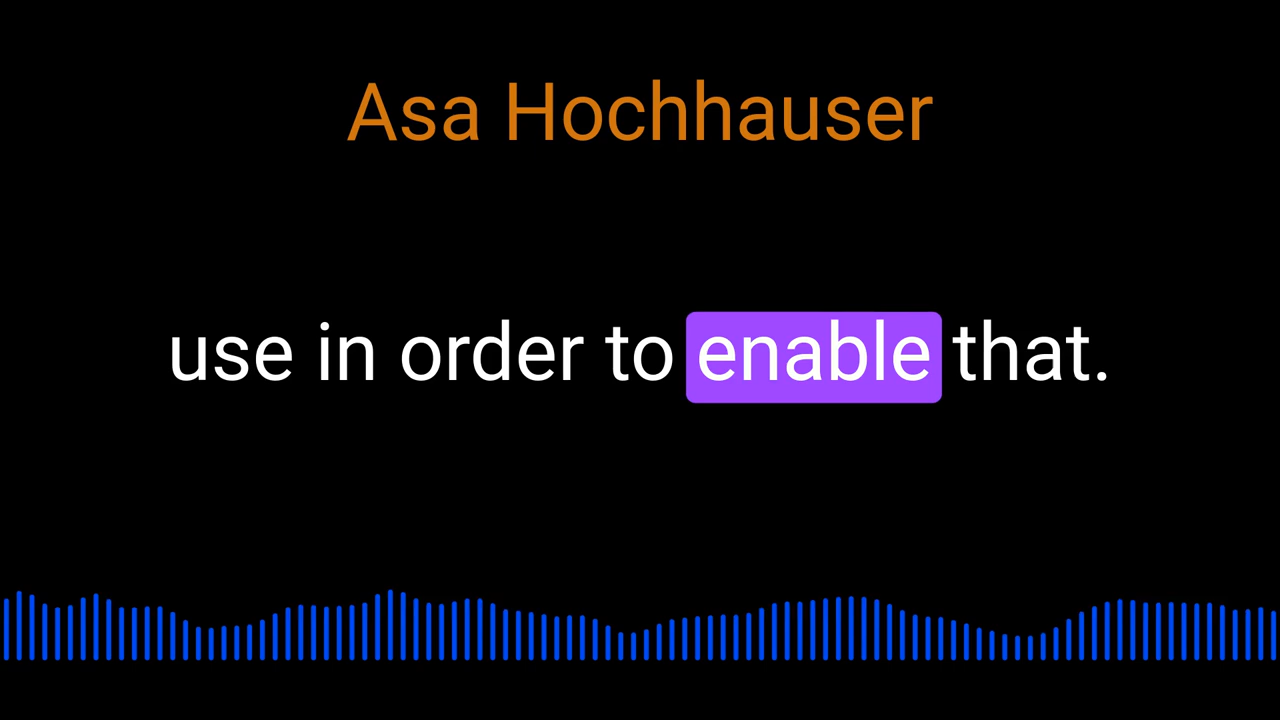 Asa Hochhauser
use in order to enable that.